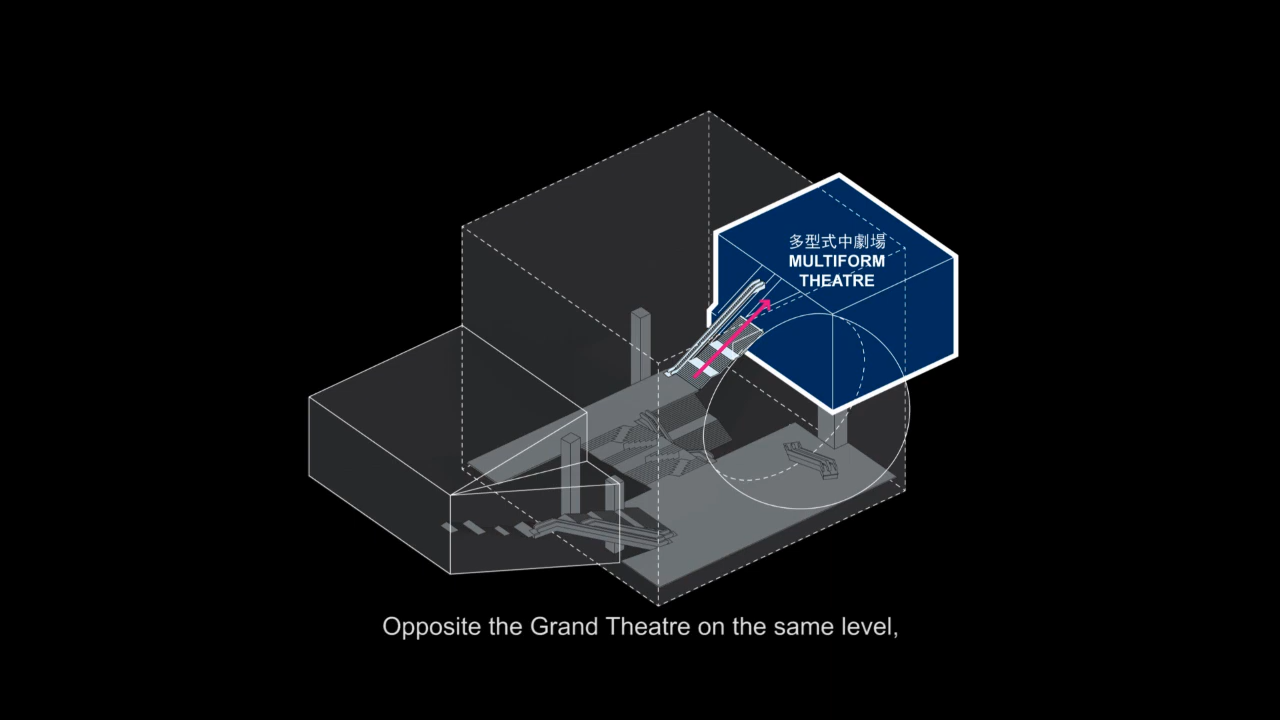 多型式中劇場
MULTIFORM
THEATRE
Opposite the Grand Theatre on the same level,